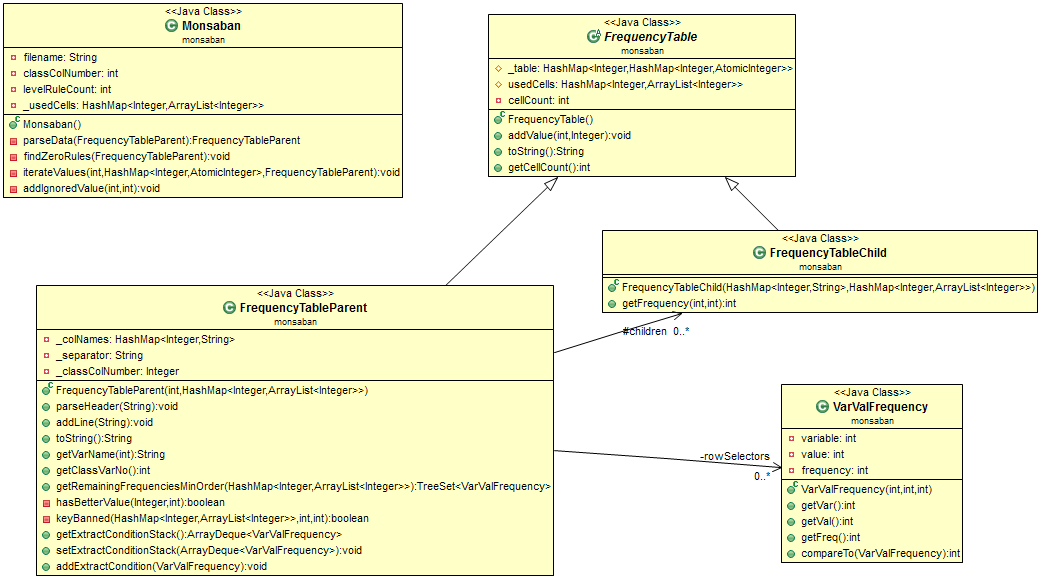 <<Java Class>>
Monsaban
monsaban
filename: String
classColNumber: int
levelRuleCount: int
_usedCells: HashMap<Integer,ArrayList<Integer>>
Monsaban()
parseData(FrequencyTableParent):FrequencyTableParent
findZeroRules(FrequencyTableParent):void
iterateValues(int,HashMap<Integer,AtomicInteger>,FrequencyTableParent):void
addIgnoredValue(int,int):void
<<Java Class>>
FrequencyTable
monsaban
_table: HashMap<Integer,HashMap<Integer,AtomicInteger>>
usedCells: HashMap<Integer,ArrayList<Integer>>
cellCount: int
FrequencyTable()
addValue(int,Integer):void
toString():String
getCellCount():int
<<Java Class>>
FrequencyTableChild
monsaban
FrequencyTableChild(HashMap<Integer,String>,HashMap<Integer,ArrayList<Integer>>)
getFrequency(int,int):int
<<Java Class>>
FrequencyTableParent
monsaban
_colNames: HashMap<Integer,String>
_separator: String
_classColNumber: Integer
FrequencyTableParent(int,HashMap<Integer,ArrayList<Integer>>)
parseHeader(String):void
addLine(String):void
toString():String
getVarName(int):String
getClassVarNo():int
getRemainingFrequenciesMinOrder(HashMap<Integer,ArrayList<Integer>>):TreeSet<VarValFrequency>
hasBetterValue(Integer,int):boolean
keyBanned(HashMap<Integer,ArrayList<Integer>>,int,int):boolean
getExtractConditionStack():ArrayDeque<VarValFrequency>
setExtractConditionStack(ArrayDeque<VarValFrequency>):void
addExtractCondition(VarValFrequency):void
#children 0..*
-rowSelectors
0..*
<<Java Class>>
VarValFrequency
monsaban
variable: int
value: int
frequency: int
VarValFrequency(int,int,int)
getVar():int
getVal():int
getFreq():int
compareTo(VarValFrequency):int